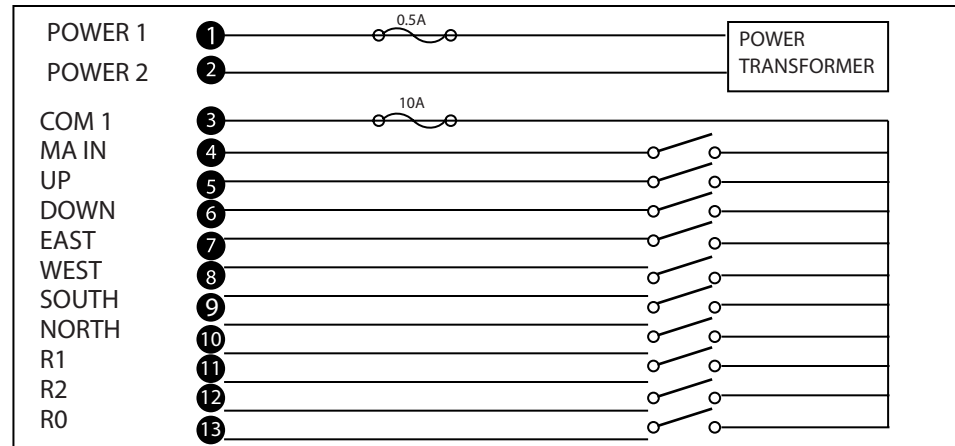 POWER 1 1 0.5A POWER
POWER 2 2 TRANSFORMER
COM 1 3 10A
MA IN 4
UP 5
DOWN 6
EAST 7
WEST 8
SOUTH 9
NORTH 10
R1 11
R2 12
R0 13